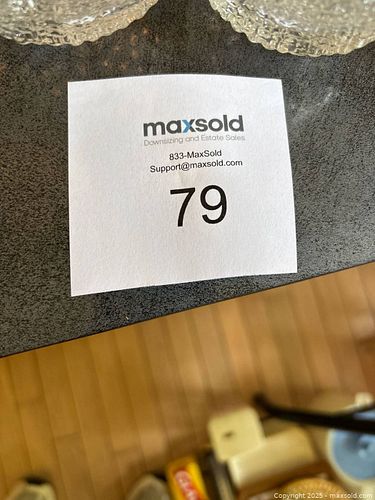 maxsold
Downsizing and Estate Sales
833-MaxSold
Support@maxsold.com
79
Copyright 2025 - maxsold.com